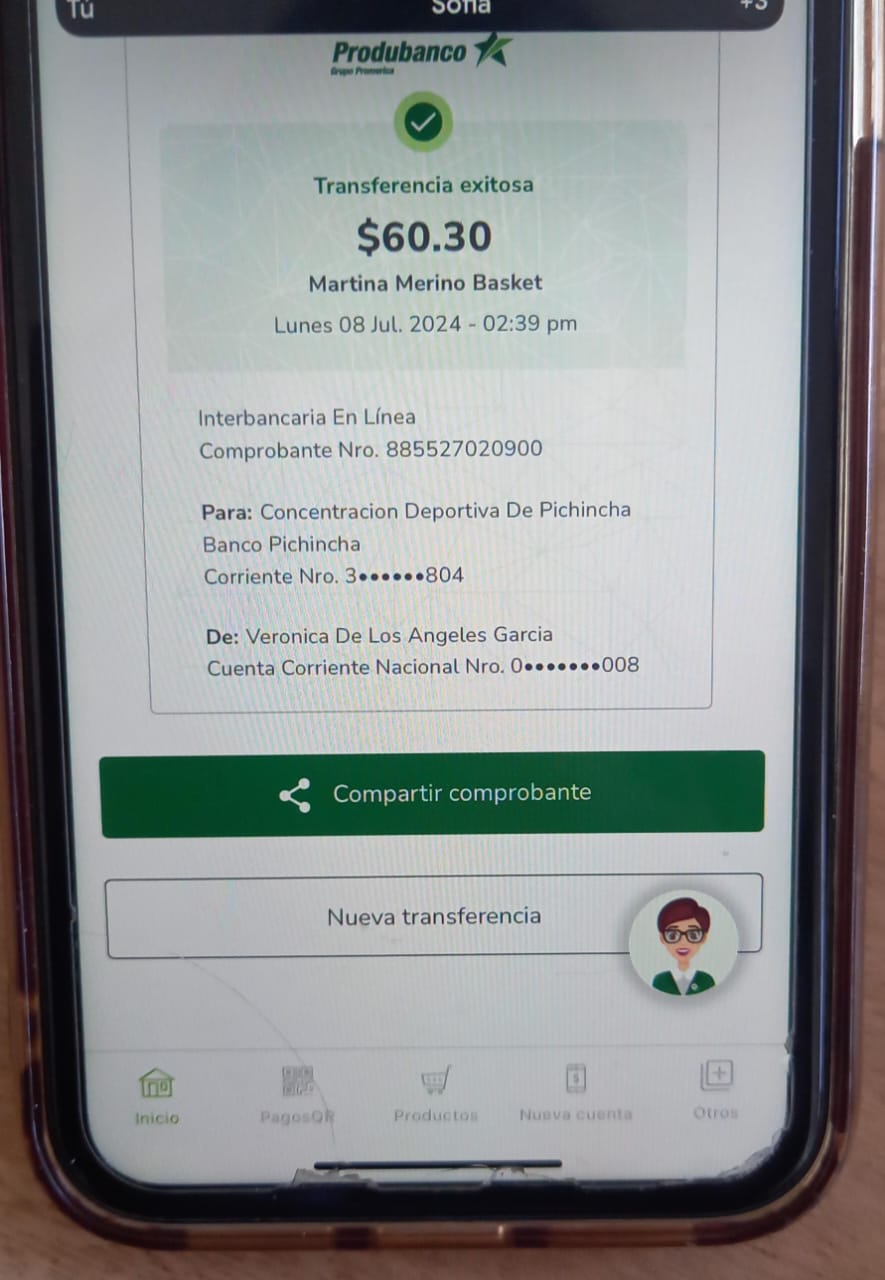 Tú
Sofia
+3
Produbanco
Grupo Promerica
Transferencia exitosa
$60.30
Martina Merino Basket
Lunes 08 Jul. 2024 - 02:39 pm
Interbancaria En Línea
Comprobante Nro. 885527020900
Para: Concentracion Deportiva De Pichincha
Banco Pichincha
Corriente Nro. 3••••••804
De: Veronica De Los Angeles Garcia
Cuenta Corriente Nacional Nro. 0•••••••008
Compartir comprobante
Nueva transferencia
Inicio
PagosQR
Productos
Nueva cuenta
Otros